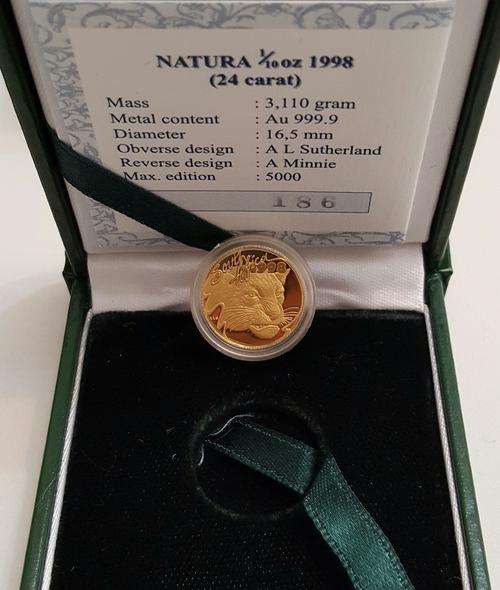 NATURA 1/10 oz 1998
(24 carat)
Mass : 3,110 gram
Metal content : Au 999.9
Diameter : 16,5 mm
Obverse design : A L Sutherland
Reverse design : A Minnie
Max. edition : 5000
186
1998